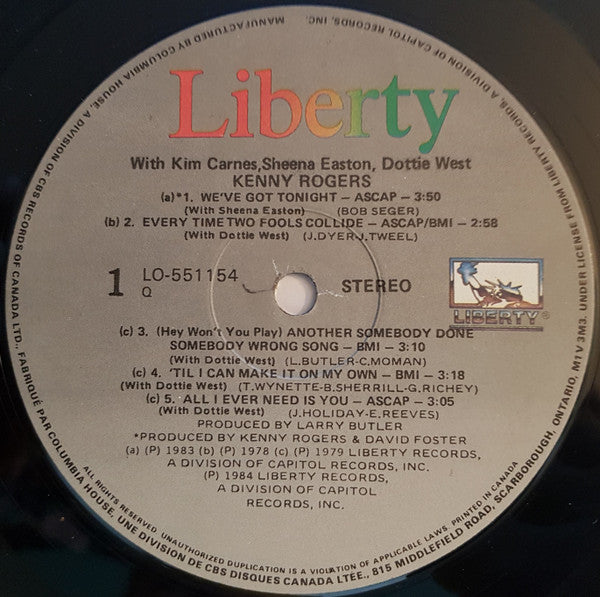 Liberty
With Kim Carnes,Sheena Easton, Dottie West
KENNY ROGERS
(a)*1. WE'VE GOT TONIGHT – ASCAP – 3:50
(With Sheena Easton) (BOB SEGER)
(b) 2. EVERY TIME TWO FOOLS COLLIDE – ASCAP/BMI – 2:58
(With Dottie West) (J.DYERJ.TWEEL)
1 LO-551154 STEREO
Q
LIBERTY®
(c) 3. (Hey Won't You Play) ANOTHER SOMEBODY DONE
SOMEBODY WRONG SONG – BMI – 3:10
(With Dottie West) (L.BUTLER-C.MOMAN)
(c) 4. 'TIL I CAN MAKE IT ON MY OWN – BMI – 3:18
(With Dottie West) (T.WYNETTE-B.SHERRILL-G.RICHEY)
(c) 5. ALL I EVER NEED IS YOU – ASCAP – 3:05
(With Dottie West) (J.HOLIDAY-E.REEVES)
PRODUCED BY LARRY BUTLER
*PRODUCED BY KENNY ROGERS & DAVID FOSTER
(a) (P) 1983 (b) (P) 1978 (c) (P) 1979 LIBERTY RECORDS,
A DIVISION OF CAPITOL RECORDS, INC.
(P) 1984 LIBERTY RECORDS,
A DIVISION OF CAPITOL
RECORDS, INC.
MANUFACTURED BY COLUMBIA HOUSE, A DIVISION OF CBS RECORDS OF CANADA LTD., FABRIQUÉ PAR COLUMBIA HOUSE, UNE DIVISION DE CBS DISQUES CANADA LTEE., 815 MIDDLEFIELD ROAD, SCARBOROUGH, ONTARIO, M1V 3M3. UNDER LICENSE FROM LIBERTY RECORDS, A DIVISION OF CAPITOL RECORDS, INC.
ALL RIGHTS RESERVED. UNAUTHORIZED DUPLICATION IS A VIOLATION OF APPLICABLE LAWS. PRINTED IN CANADA